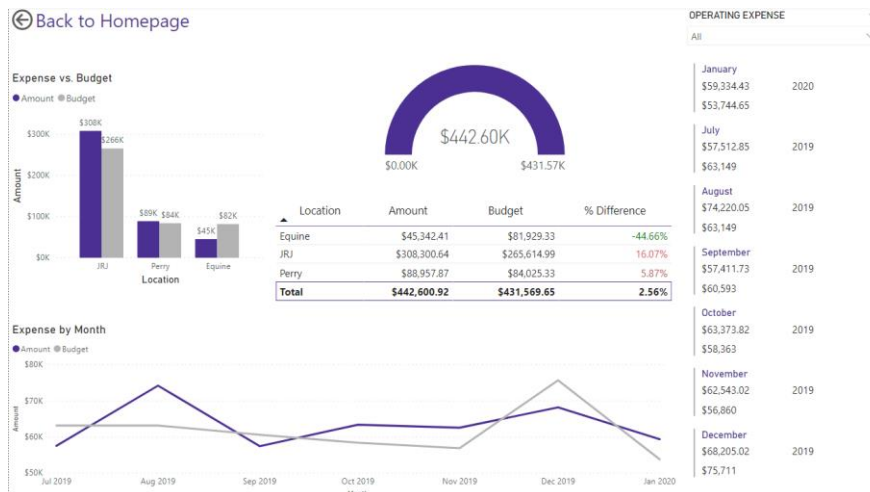 Back to Homepage
OPERATING EXPENSE
All
Expense vs. Budget
Amount Budget
Amount
$300K
$200K
$100K
$0K
$308K
$266K
$89K
$84K
$45K
$82K
JRJ Perry Equine
Location
$442.60K
$0.00K $431.57K
Location Amount Budget % Difference
Equine $45,342.41 $81,929.33 -44.66%
JRJ $308,300.64 $265,614.99 16.07%
Perry $88,957.87 $84,025.33 5.87%
Total $442,600.92 $431,569.65 2.56%
Expense by Month
Amount Budget
Amount
$80K
$70K
$60K
$50K
Jul 2019 Aug 2019 Sep 2019 Oct 2019 Nov 2019 Dec 2019 Jan 2020
January
$59,334.43 2020
$53,744.65
July
$57,512.85 2019
$63,149
August
$74,220.05 2019
$63,149
September
$57,411.73 2019
$60,593
October
$63,373.82 2019
$58,363
November
$62,543.02 2019
$56,860
December
$68,205.02 2019
$75,711